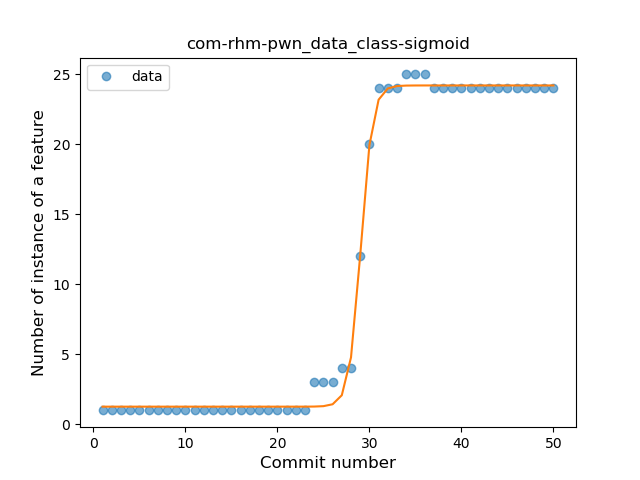 com-rhm-pwn_data_class-sigmoid
data
Number of instance of a feature
25
20
15
10
5
0
0 10 20 30 40 50
Commit number